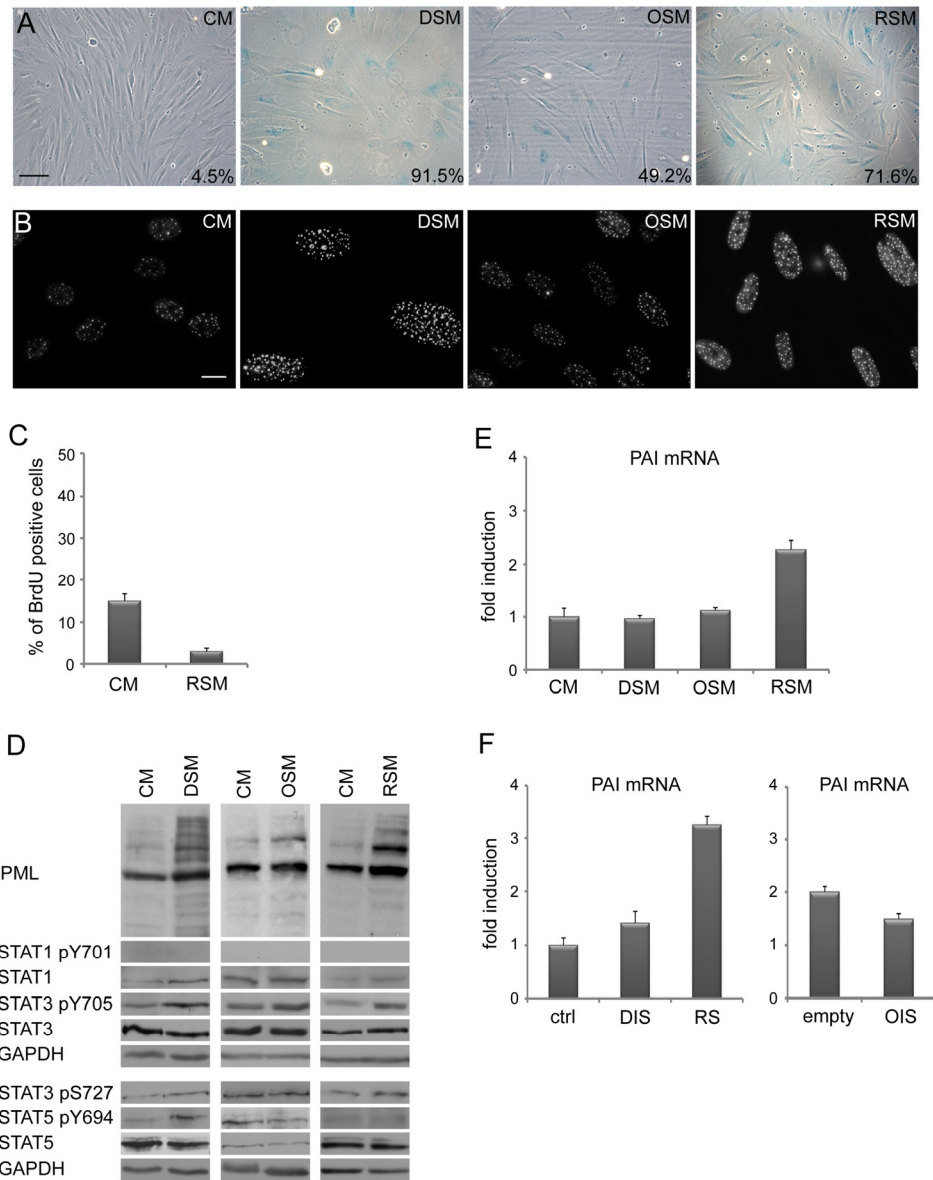 A
CM
DSM
OSM
RSM
4.5%
91.5%
49.2%
71.6%
B
CM
DSM
OSM
RSM
C
% of BrdU positive cells
50
40
30
20
10
0
CM
RSM
E
PAI mRNA
fold induction
4
3
2
1
0
CM
DSM
OSM
RSM
D
CM
DSM
CM
OSM
CM
RSM
PML
STAT1 pY701
STAT1
STAT3 pY705
STAT3
GAPDH
STAT3 pS727
STAT5 pY694
STAT5
GAPDH
F
PAI mRNA
fold induction
4
3
2
1
0
ctrl
DIS
RS
PAI mRNA
4
3
2
1
0
empty
OIS